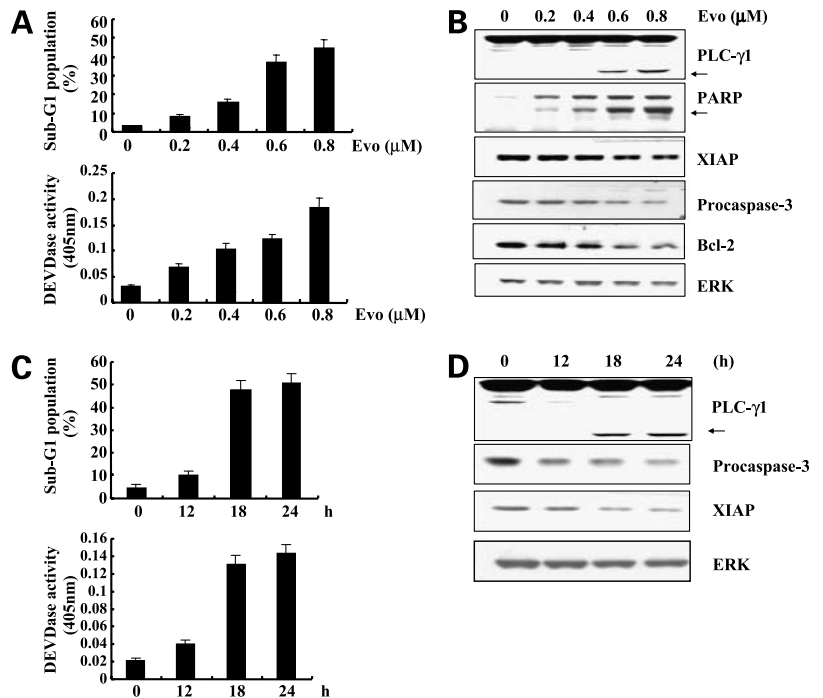 A
Sub-G1 population
(%)
60
50
40
30
20
10
0
0 0.2 0.4 0.6 0.8 Evo (μM)
DEVDase activity
(405nm)
0.25
0.2
0.15
0.1
0.05
0
0 0.2 0.4 0.6 0.8
Evo (μM)
B
0 0.2 0.4 0.6 0.8 Evo (μM)
PLC-γ1
PARP
XIAP
Procaspase-3
Bcl-2
ERK
C
Sub-G1 population
(%)
60
50
40
30
20
10
0
0 12 18 24 h
DEVDase activity
(405nm)
0.16
0.14
0.12
0.1
0.08
0.06
0.04
0.02
0
0 12 18 24 h
D
0 12 18 24 (h)
PLC-γ1
Procaspase-3
XIAP
ERK